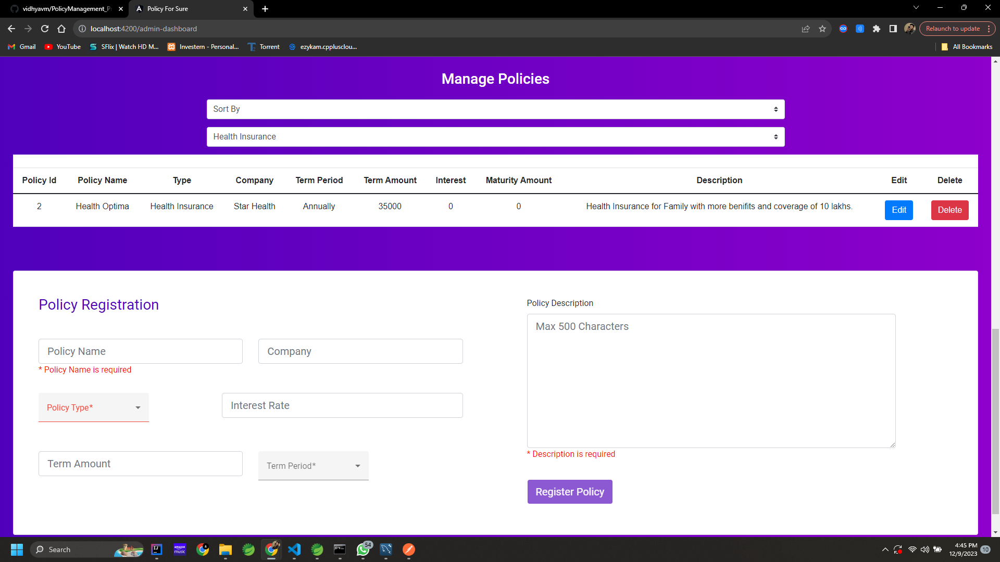 vidhyavm/PolicyManagement_P
Policy For Sure
localhost:4200/admin-dashboard
Relaunch to update
Gmail
YouTube
SFlix | Watch HD M...
Investern - Personal...
Torrent
ezykam.cppluscloud...
All Bookmarks
Manage Policies
Sort By
Health Insurance
Policy Id Policy Name Type Company Term Period Term Amount Interest Maturity Amount Description Edit Delete
2 Health Optima Health Insurance Star Health Annually 35000 0 0 Health Insurance for Family with more benifits and coverage of 10 lakhs. Edit Delete
Policy Registration
Policy Description
Max 500 Characters
Policy Name
Company
* Policy Name is required
Policy Type*
Interest Rate
Term Amount
Term Period*
* Description is required
Register Policy
Search
IJ
amazon music
54
4:45 PM
12/9/2023
10